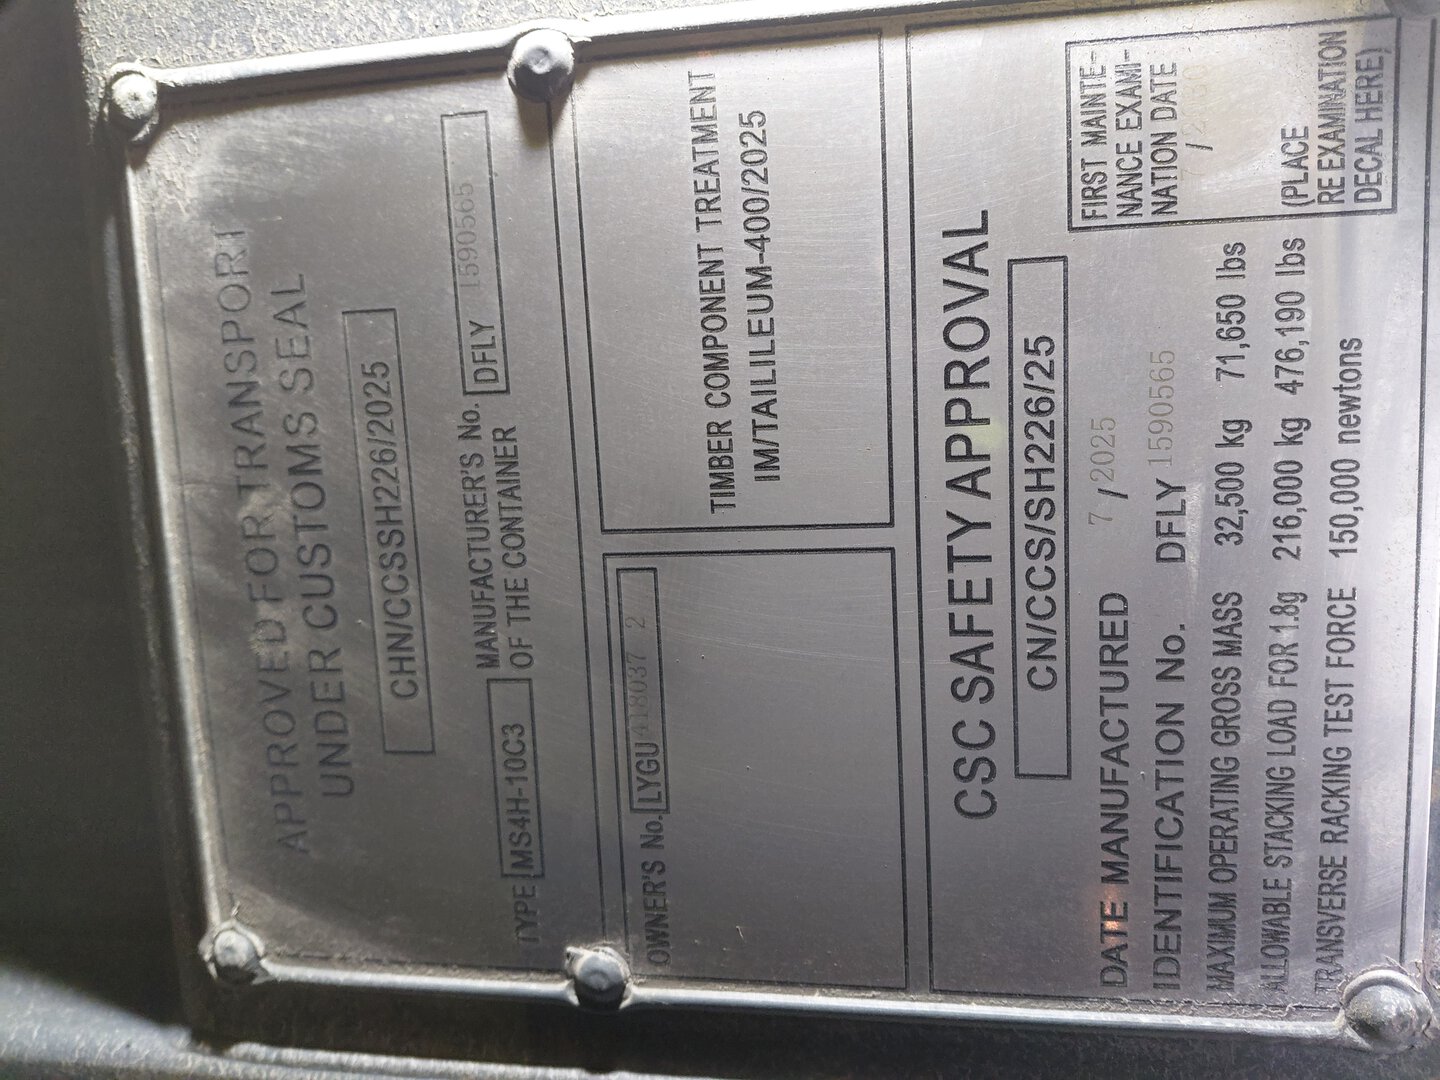 APPROVED FOR TRANSPORT
UNDER CUSTOMS SEAL
CHN/CCSSH226/2025
TYPE MS4H-10C3 MANUFACTURER'S No. OF THE CONTAINER DFLY 1590565
OWNER'S No. LYGU 418037 2
TIMBER COMPONENT TREATMENT
IM/TAILILEUM-400/2025
CSC SAFETY APPROVAL
CN/CCS/SH226/25
DATE MANUFACTURED 7 / 2025
IDENTIFICATION No. DFLY 1590565
MAXIMUM OPERATING GROSS MASS 32,500 kg 71,650 lbs
ALLOWABLE STACKING LOAD FOR 1.8g 216,000 kg 476,190 lbs
TRANSVERSE RACKING TEST FORCE 150,000 newtons
FIRST MAINTE-
NANCE EXAMI-
NATION DATE
7 /
(PLACE
RE EXAMINATION
DECAL HERE)